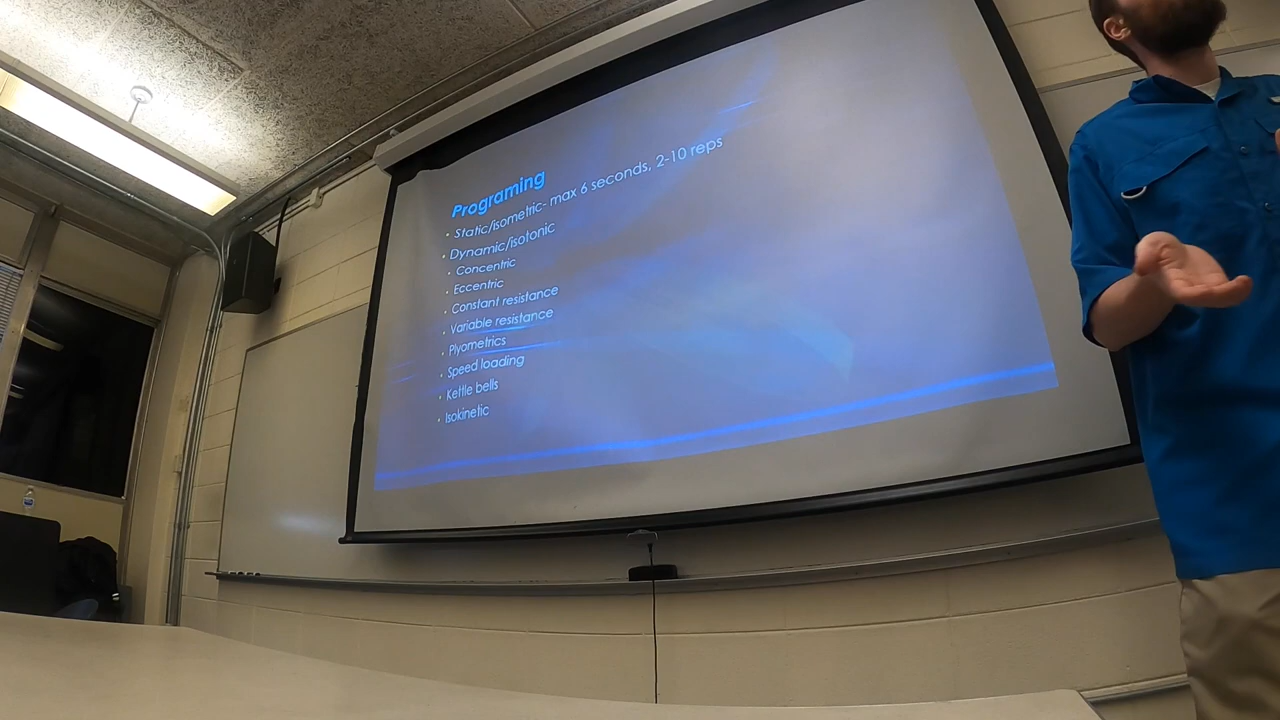 Programing
Static/isometric- max 6 seconds, 2-10 reps
Dynamic/isotonic
Concentric
Eccentric
Constant resistance
Variable resistance
Plyometrics
Speed loading
Kettle bells
Isokinetic